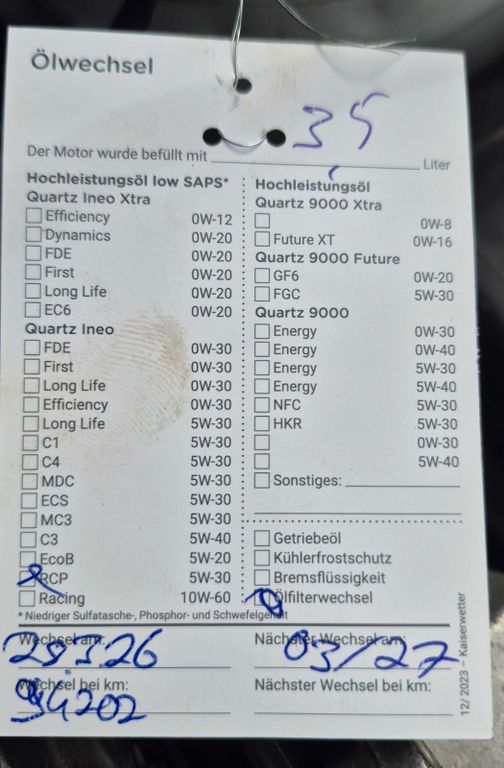 Ölwechsel
Der Motor wurde befüllt mit 3,5 Liter
Hochleistungsöl low SAPS*
Quartz Ineo Xtra
Efficiency 0W-12
Dynamics 0W-20
FDE 0W-20
First 0W-20
Long Life 0W-20
EC6 0W-20
Quartz Ineo
FDE 0W-30
First 0W-30
Long Life 0W-30
Efficiency 0W-30
Long Life 5W-30
C1 5W-30
C4 5W-30
MDC 5W-30
ECS 5W-30
MC3 5W-30
C3 5W-40
EcoB 5W-20
RCP 5W-30
Racing 10W-60
* Niedriger Sulfatasche-, Phosphor- und Schwefelgehalt
Hochleistungsöl
Quartz 9000 Xtra
0W-8
Future XT 0W-16
Quartz 9000 Future
GF6 0W-20
FGC 5W-30
Quartz 9000
Energy 0W-30
Energy 0W-40
Energy 5W-30
Energy 5W-40
NFC 5W-30
HKR 5W-30
0W-30
5W-40
Sonstiges:
Getriebeöl
Kühlerfrostschutz
Bremsflüssigkeit
Ölfilterwechsel
Wechsel am:
Nächster Wechsel am:
03/27
Wechsel bei km:
Nächster Wechsel bei km:
12/2023 – Kaiserwetter